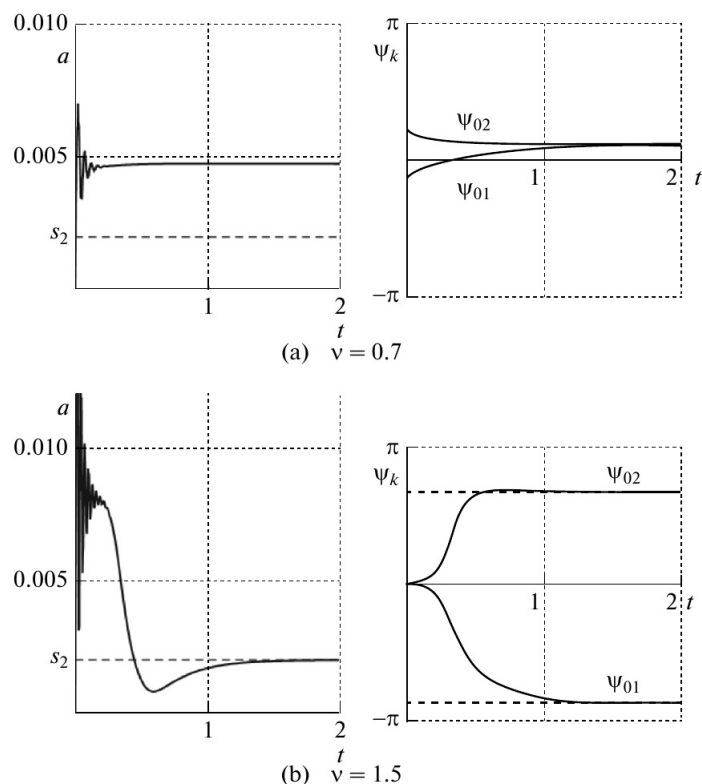 0.010
a
0.005
s₂
1
2
t
π
ψₖ
ψ₀₂
ψ₀₁
1
2
t
−π
(a) ν = 0.7
a
0.010
0.005
s₂
1
2
t
π
ψₖ
ψ₀₂
1
2
t
ψ₀₁
−π
(b) ν = 1.5